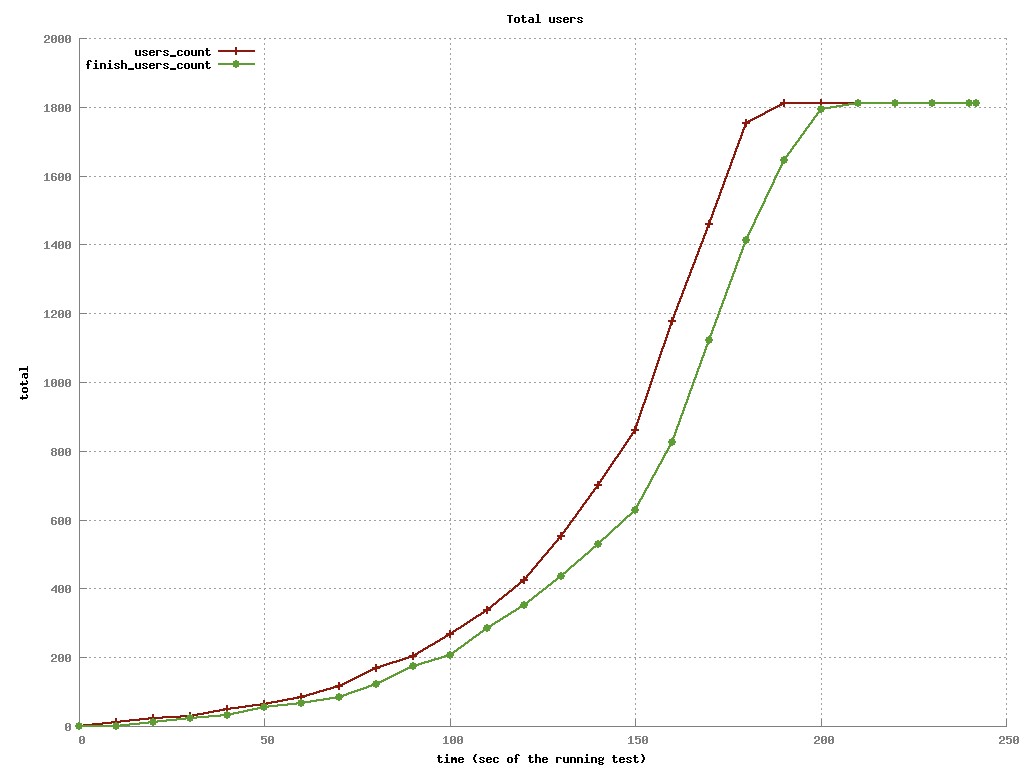 Total users
users_count
finish_users_count
2000
1800
1600
1400
1200
1000
800
600
400
200
0
total
0 50 100 150 200 250
time (sec of the running test)